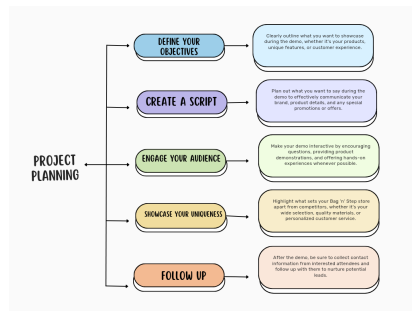 PROJECT
PLANNING
DEFINE YOUR
OBJECTIVES
Clearly outline what you want to showcase
during the demo, whether it's your products,
unique features, or customer experience.
CREATE A SCRIPT
Plan out what you want to say during the
demo to effectively communicate your
brand, product details, and any special
promotions or offers.
ENGAGE YOUR AUDIENCE
Make your demo interactive by encouraging
questions, providing product
demonstrations, and offering hands-on
experiences whenever possible.
SHOWCASE YOUR UNIQUENESS
Highlight what sets your Bag 'n' Step store
apart from competitors, whether it's your
wide selection, quality materials, or
personalized customer service.
FOLLOW UP
After the demo, be sure to collect contact
information from interested attendees and
follow up with them to nurture potential
leads.